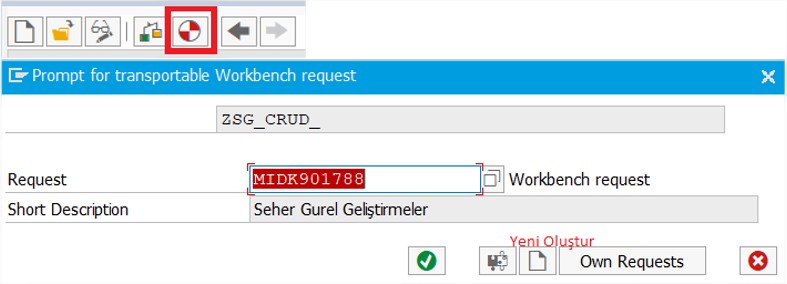 Prompt for transportable Workbench request
ZSG_CRUD_
Request MIDK901788 Workbench request
Short Description Seher Gurel Geliştirmeler
Yeni Oluştur
Own Requests